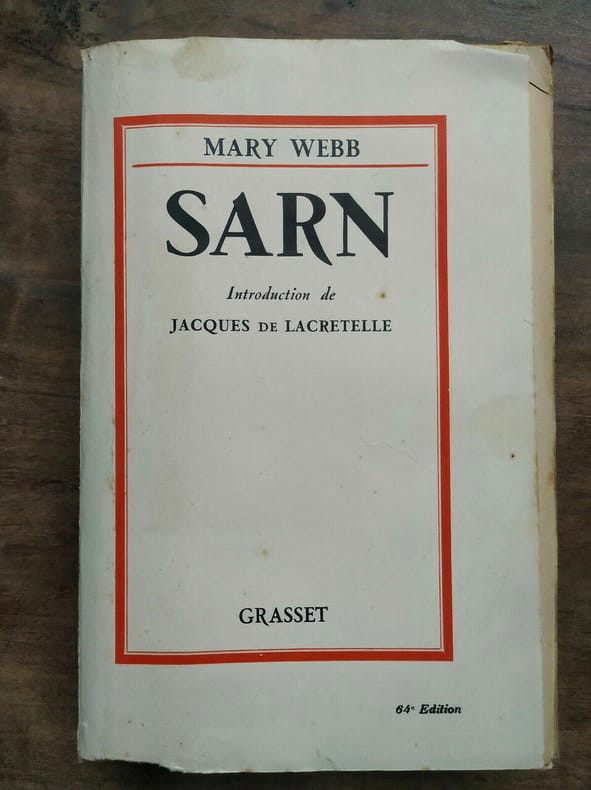 MARY WEBB
SARN
Introduction de
JACQUES DE LACRETELLE
GRASSET
64e Edition